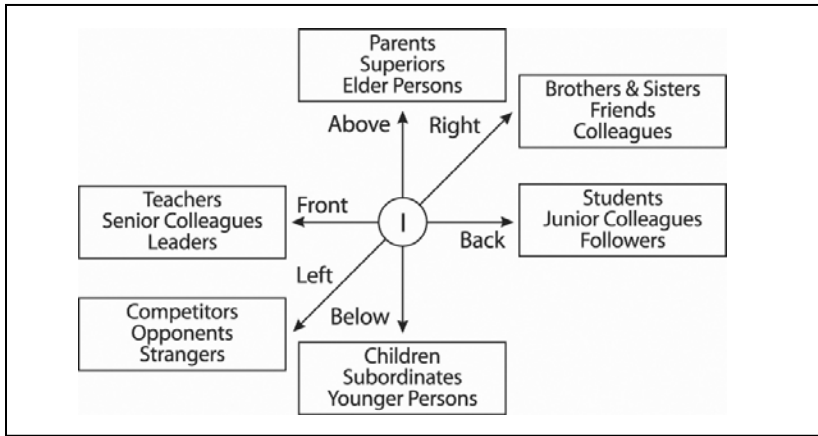 Parents
Superiors
Elder Persons
Brothers & Sisters
Friends
Colleagues
Above
Right
Teachers
Senior Colleagues
Leaders
Front
I
Back
Students
Junior Colleagues
Followers
Left
Below
Competitors
Opponents
Strangers
Children
Subordinates
Younger Persons